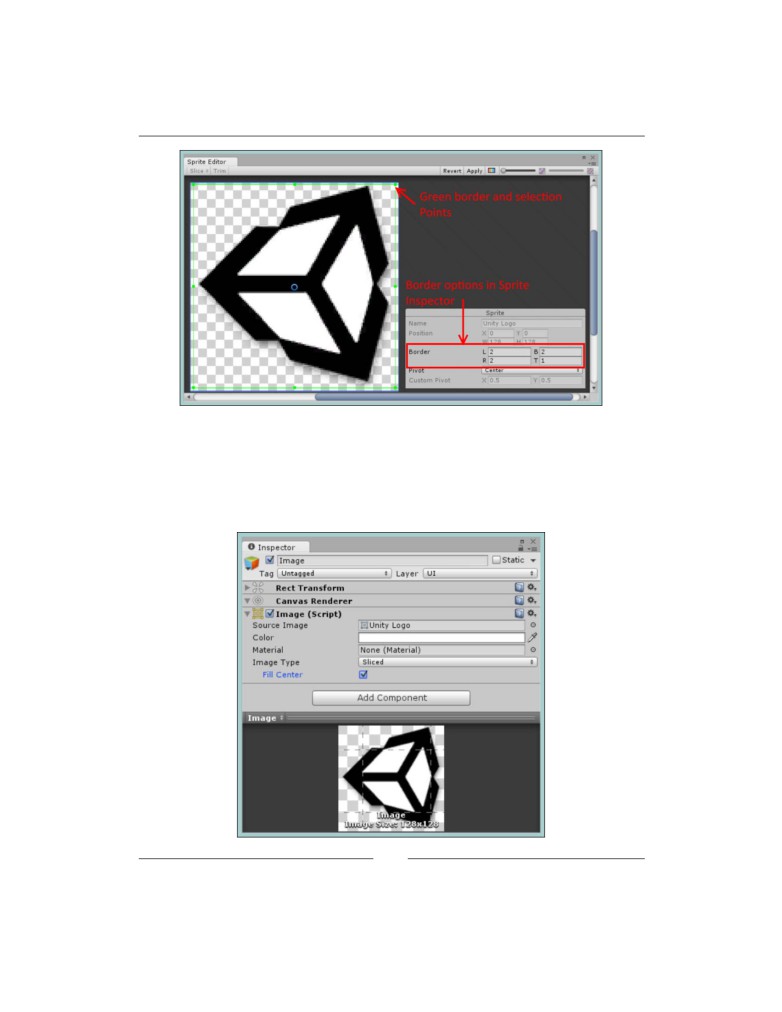 Sprite Editor
Slice Trim
Revert Apply
Green border and selection
Points
Border options in Sprite
Inspector
Sprite
Name Unity Logo
Position X 0 Y 0
W 128 H 128
Border L 2 B 2
R 2 T 1
Pivot Center
Custom Pivot X 0.5 Y 0.5
Inspector
Image Static
Tag Untagged Layer UI
Rect Transform
Canvas Renderer
Image (Script)
Source Image Unity Logo
Color
Material None (Material)
Image Type Sliced
Fill Center
Add Component
Image
Image
Image Size: 128x128